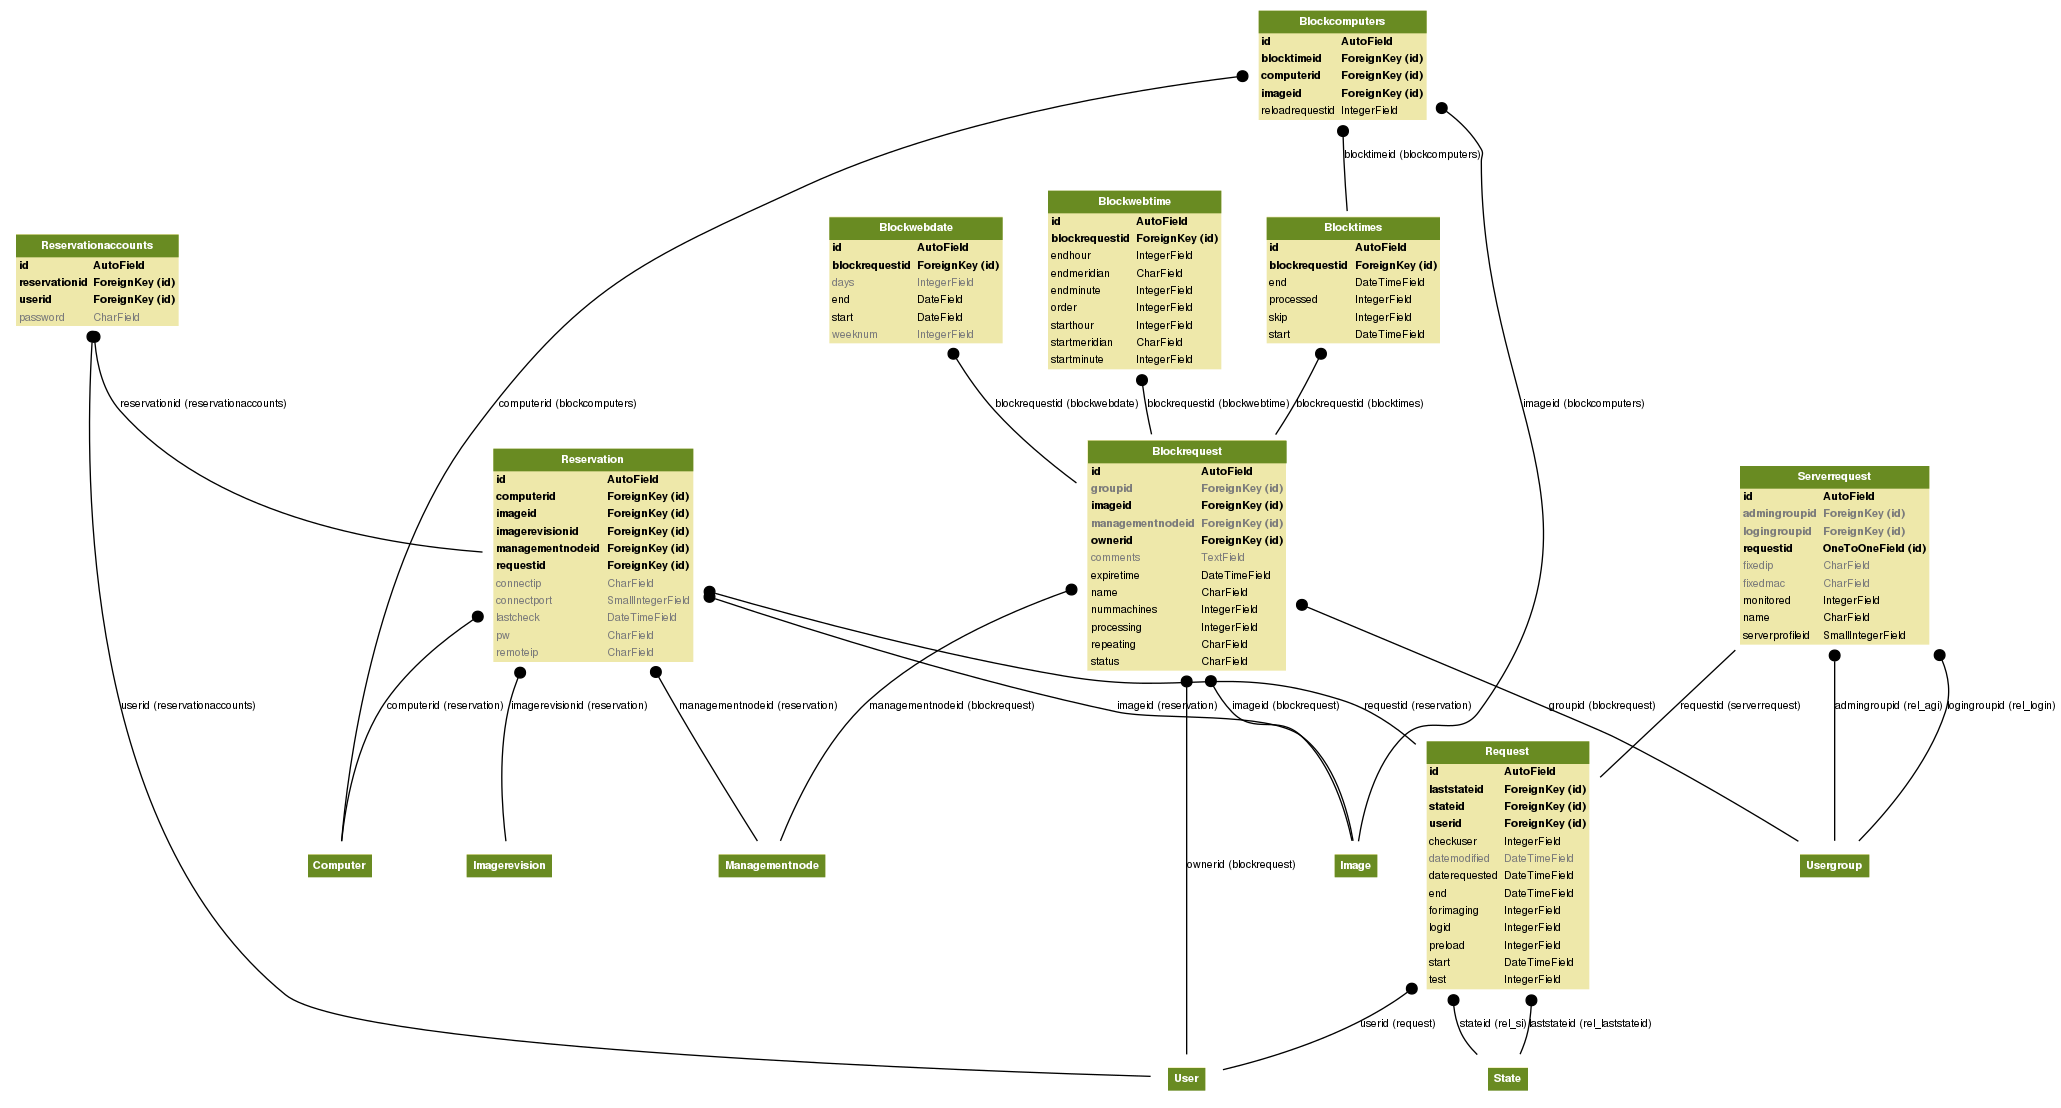 Blockcomputers
id AutoField
blocktimeid ForeignKey (id)
computerid ForeignKey (id)
imageid ForeignKey (id)
reloadrequestid IntegerField
blocktimeid (blockcomputers)
Reservationaccounts
id AutoField
reservationid ForeignKey (id)
userid ForeignKey (id)
password CharField
Blockwebdate
id AutoField
blockrequestid ForeignKey (id)
days IntegerField
end DateField
start DateField
weeknum IntegerField
Blockwebtime
id AutoField
blockrequestid ForeignKey (id)
endhour IntegerField
endmeridian CharField
endminute IntegerField
order IntegerField
starthour IntegerField
startmeridian CharField
startminute IntegerField
Blocktimes
id AutoField
blockrequestid ForeignKey (id)
end DateTimeField
processed IntegerField
skip IntegerField
start DateTimeField
reservationid (reservationaccounts)
computerid (blockcomputers)
blockrequestid (blockwebdate)
blockrequestid (blockwebtime)
blockrequestid (blocktimes)
imageid (blockcomputers)
Reservation
id AutoField
computerid ForeignKey (id)
imageid ForeignKey (id)
imagerevisionid ForeignKey (id)
managementnodeid ForeignKey (id)
requestid ForeignKey (id)
connectip CharField
connectport SmallIntegerField
lastcheck DateTimeField
pw CharField
remoteip CharField
Blockrequest
id AutoField
groupid ForeignKey (id)
imageid ForeignKey (id)
managementnodeid ForeignKey (id)
ownerid ForeignKey (id)
comments TextField
expiretime DateTimeField
name CharField
nummachines IntegerField
processing IntegerField
repeating CharField
status CharField
Serverrequest
id AutoField
admingroupid ForeignKey (id)
logingroupid ForeignKey (id)
requestid OneToOneField (id)
fixedip CharField
fixedmac CharField
monitored IntegerField
name CharField
serverprofileid SmallIntegerField
userid (reservationaccounts)
computerid (reservation)
imagerevisionid (reservation)
managementnodeid (reservation)
managementnodeid (blockrequest)
imageid (reservation)
imageid (blockrequest)
requestid (reservation)
groupid (blockrequest)
requestid (serverrequest)
admingroupid (rel_agi)
logingroupid (rel_login)
Request
id AutoField
laststateid ForeignKey (id)
stateid ForeignKey (id)
userid ForeignKey (id)
checkuser IntegerField
datemodified DateTimeField
daterequested DateTimeField
end DateTimeField
forimaging IntegerField
logid IntegerField
preload IntegerField
start DateTimeField
test IntegerField
Computer
Imagerevision
Managementnode
ownerid (blockrequest)
Image
Usergroup
userid (request)
stateid (rel_si)
laststateid (rel_laststateid)
User
State